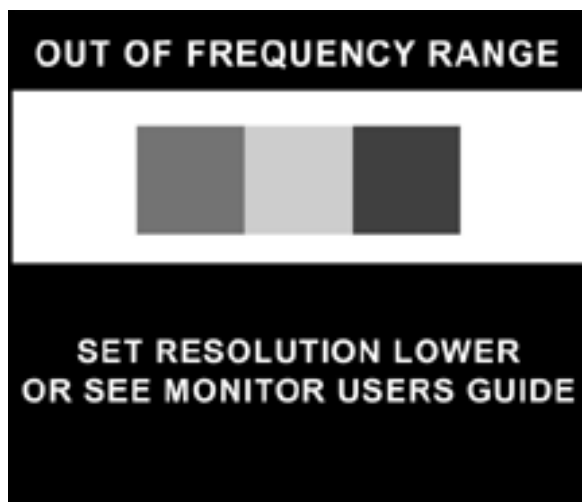 OUT OF FREQUENCY RANGE
SET RESOLUTION LOWER
OR SEE MONITOR USERS GUIDE